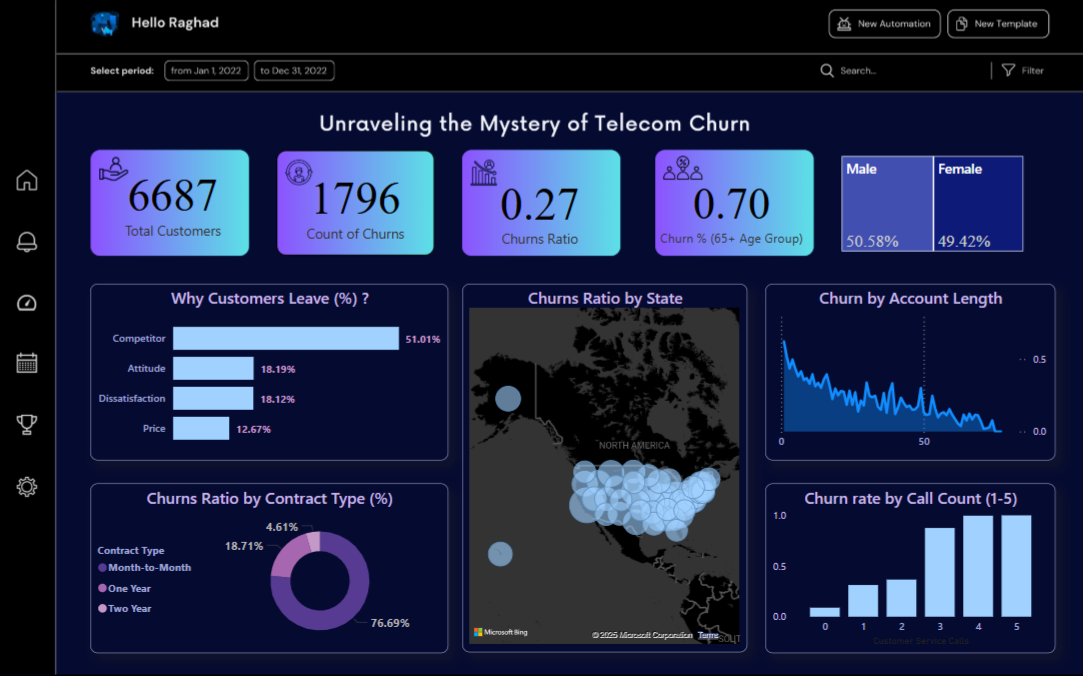 Hello Raghad
New Automation
New Template
Select period:
from Jan 1, 2022
to Dec 31, 2022
Search...
Filter
Unraveling the Mystery of Telecom Churn
6687
Total Customers
1796
Count of Churns
0.27
Churns Ratio
0.70
Churn % (65+ Age Group)
Male
50.58%
Female
49.42%
Why Customers Leave (%) ?
Competitor 51.01%
Attitude 18.19%
Dissatisfaction 18.12%
Price 12.67%
Churns Ratio by State
NORTH AMERICA
Microsoft Bing
© 2025 Microsoft Corporation Terms
SOUT
Churn by Account Length
0.5
0.0
0 50
Churns Ratio by Contract Type (%)
4.61%
18.71%
76.69%
Contract Type
Month-to-Month
One Year
Two Year
Churn rate by Call Count (1-5)
1.0
0.5
0.0
0 1 2 3 4 5
Customer Service Calls